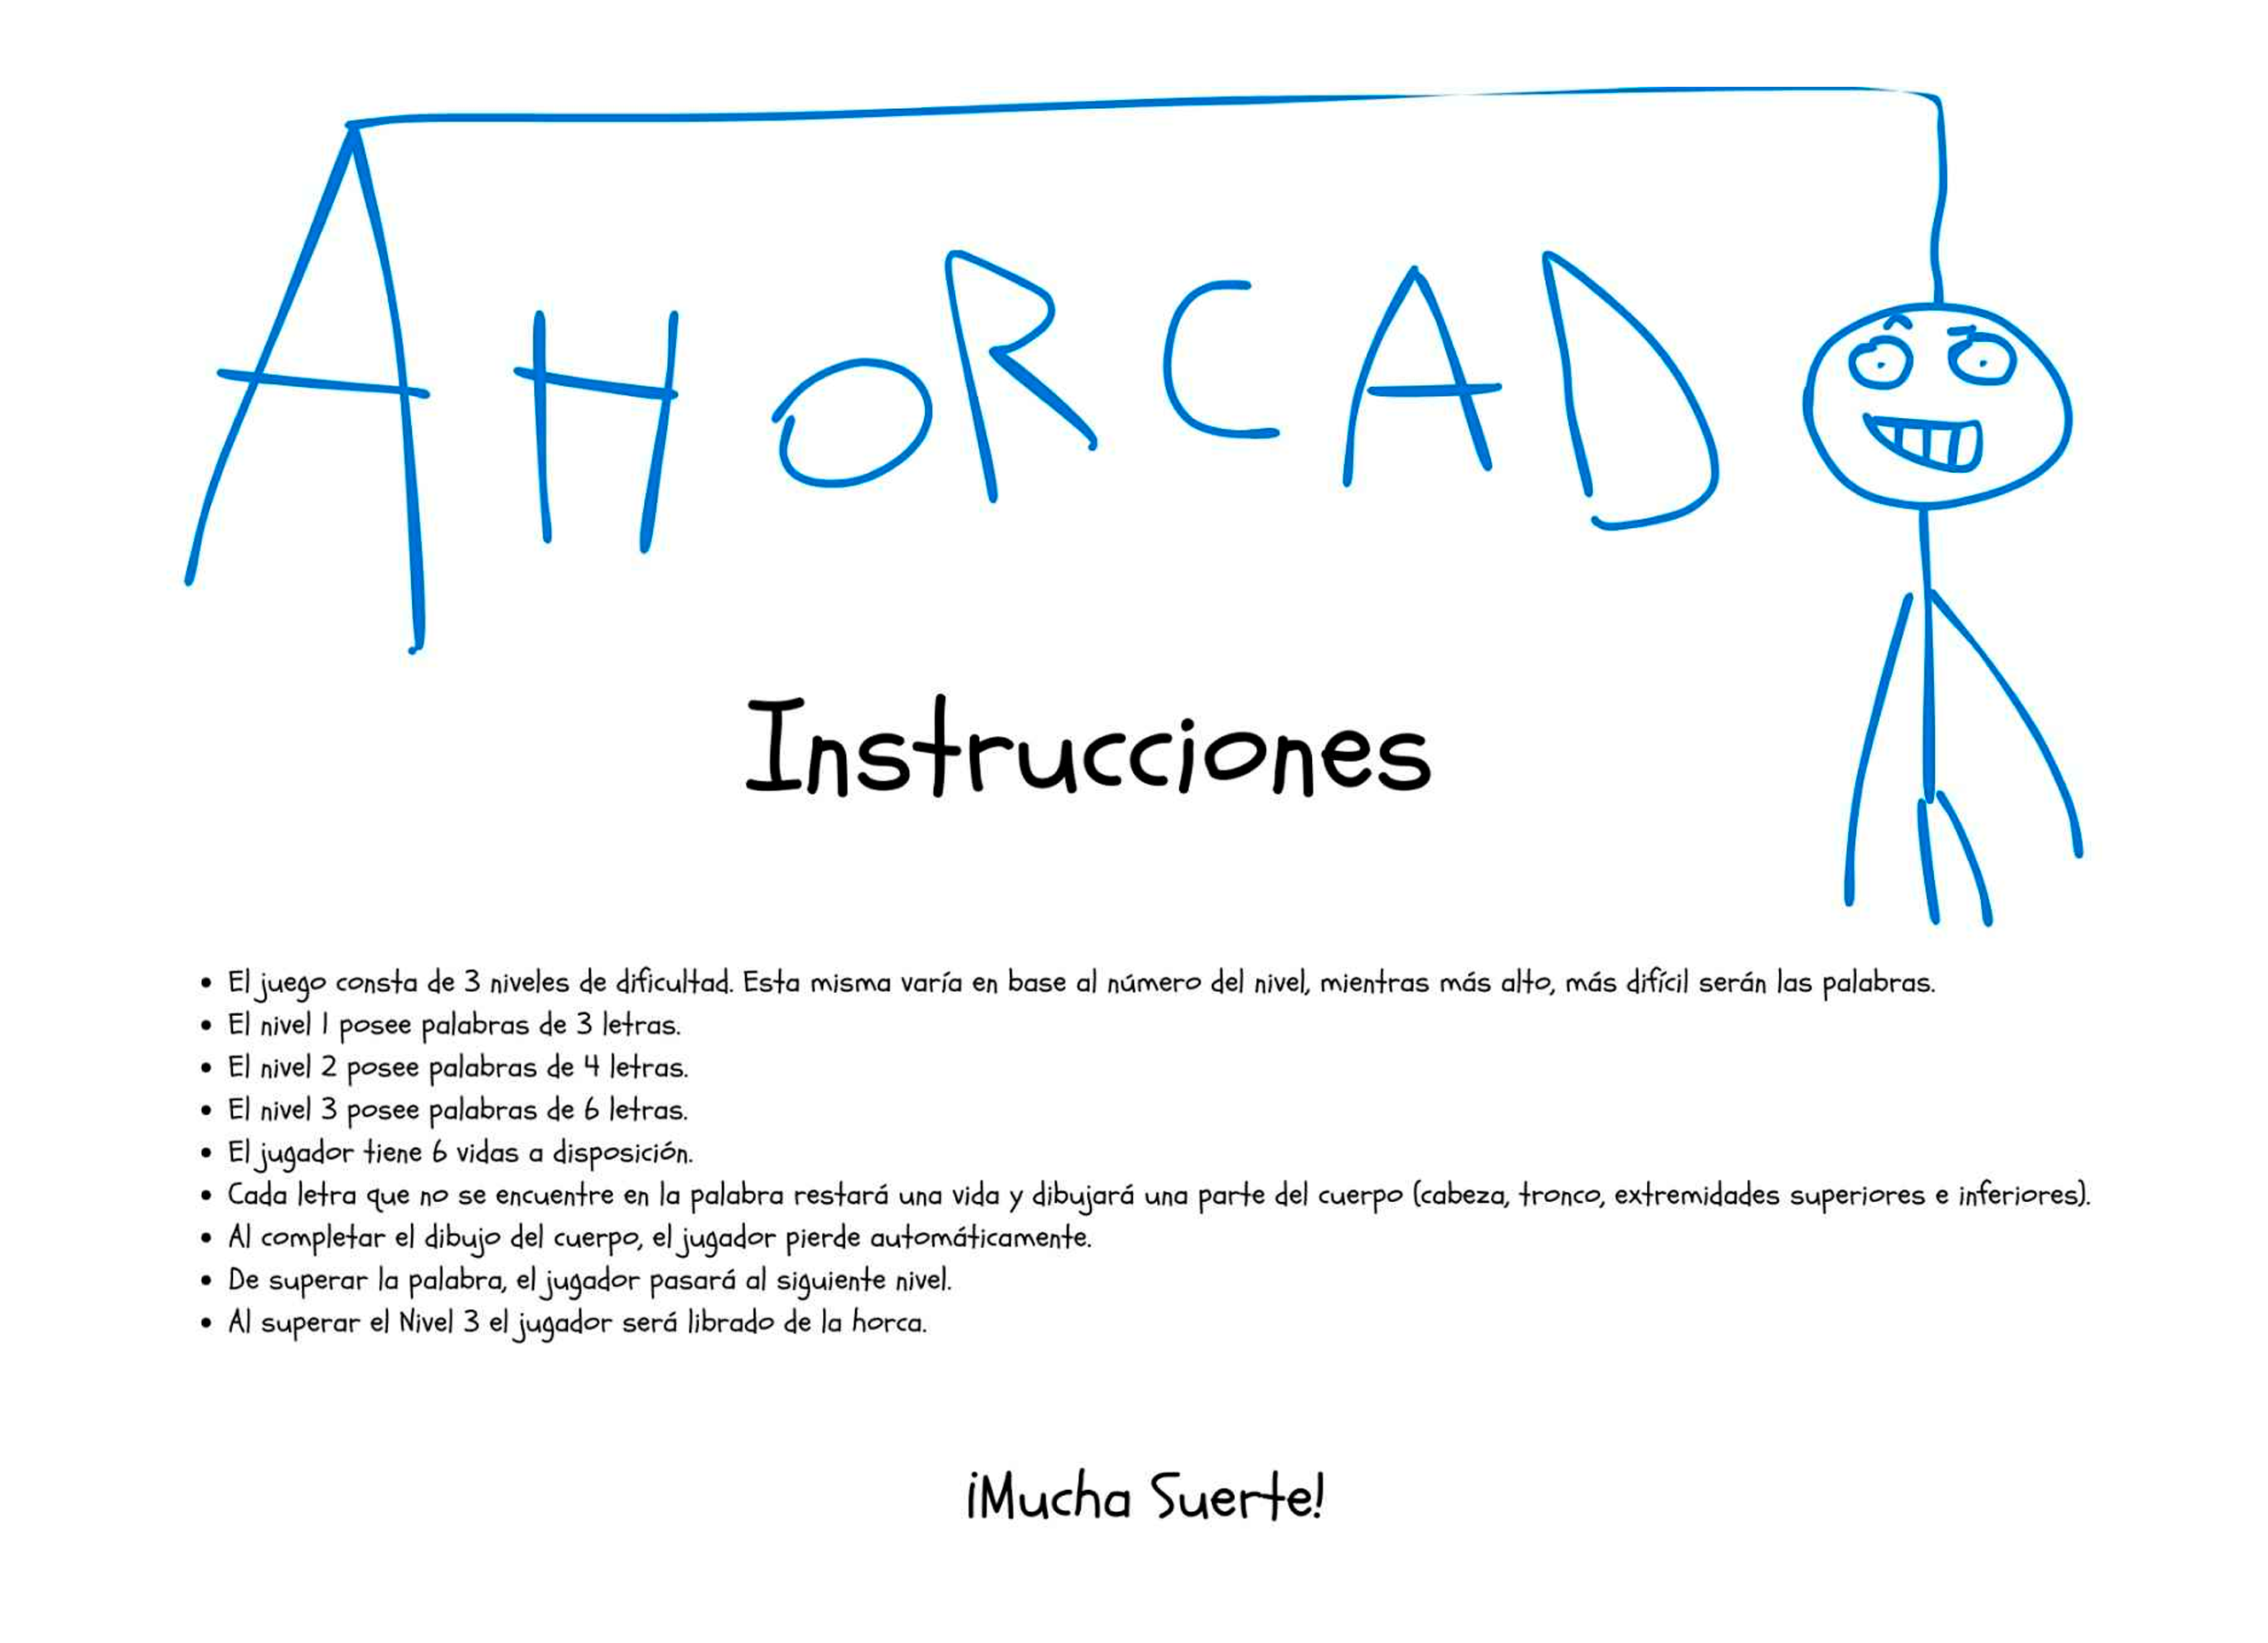 AHORCADO
Instrucciones
• El juego consta de 3 niveles de dificultad. Esta misma varía en base al número del nivel, mientras más alto, más difícil serán las palabras.
• El nivel 1 posee palabras de 3 letras.
• El nivel 2 posee palabras de 4 letras.
• El nivel 3 posee palabras de 6 letras.
• El jugador tiene 6 vidas a disposición.
• Cada letra que no se encuentre en la palabra restará una vida y dibujará una parte del cuerpo (cabeza, tronco, extremidades superiores e inferiores).
• Al completar el dibujo del cuerpo, el jugador pierde automáticamente.
• De superar la palabra, el jugador pasará al siguiente nivel.
• Al superar el Nivel 3 el jugador será librado de la horca.
¡Mucha Suerte!